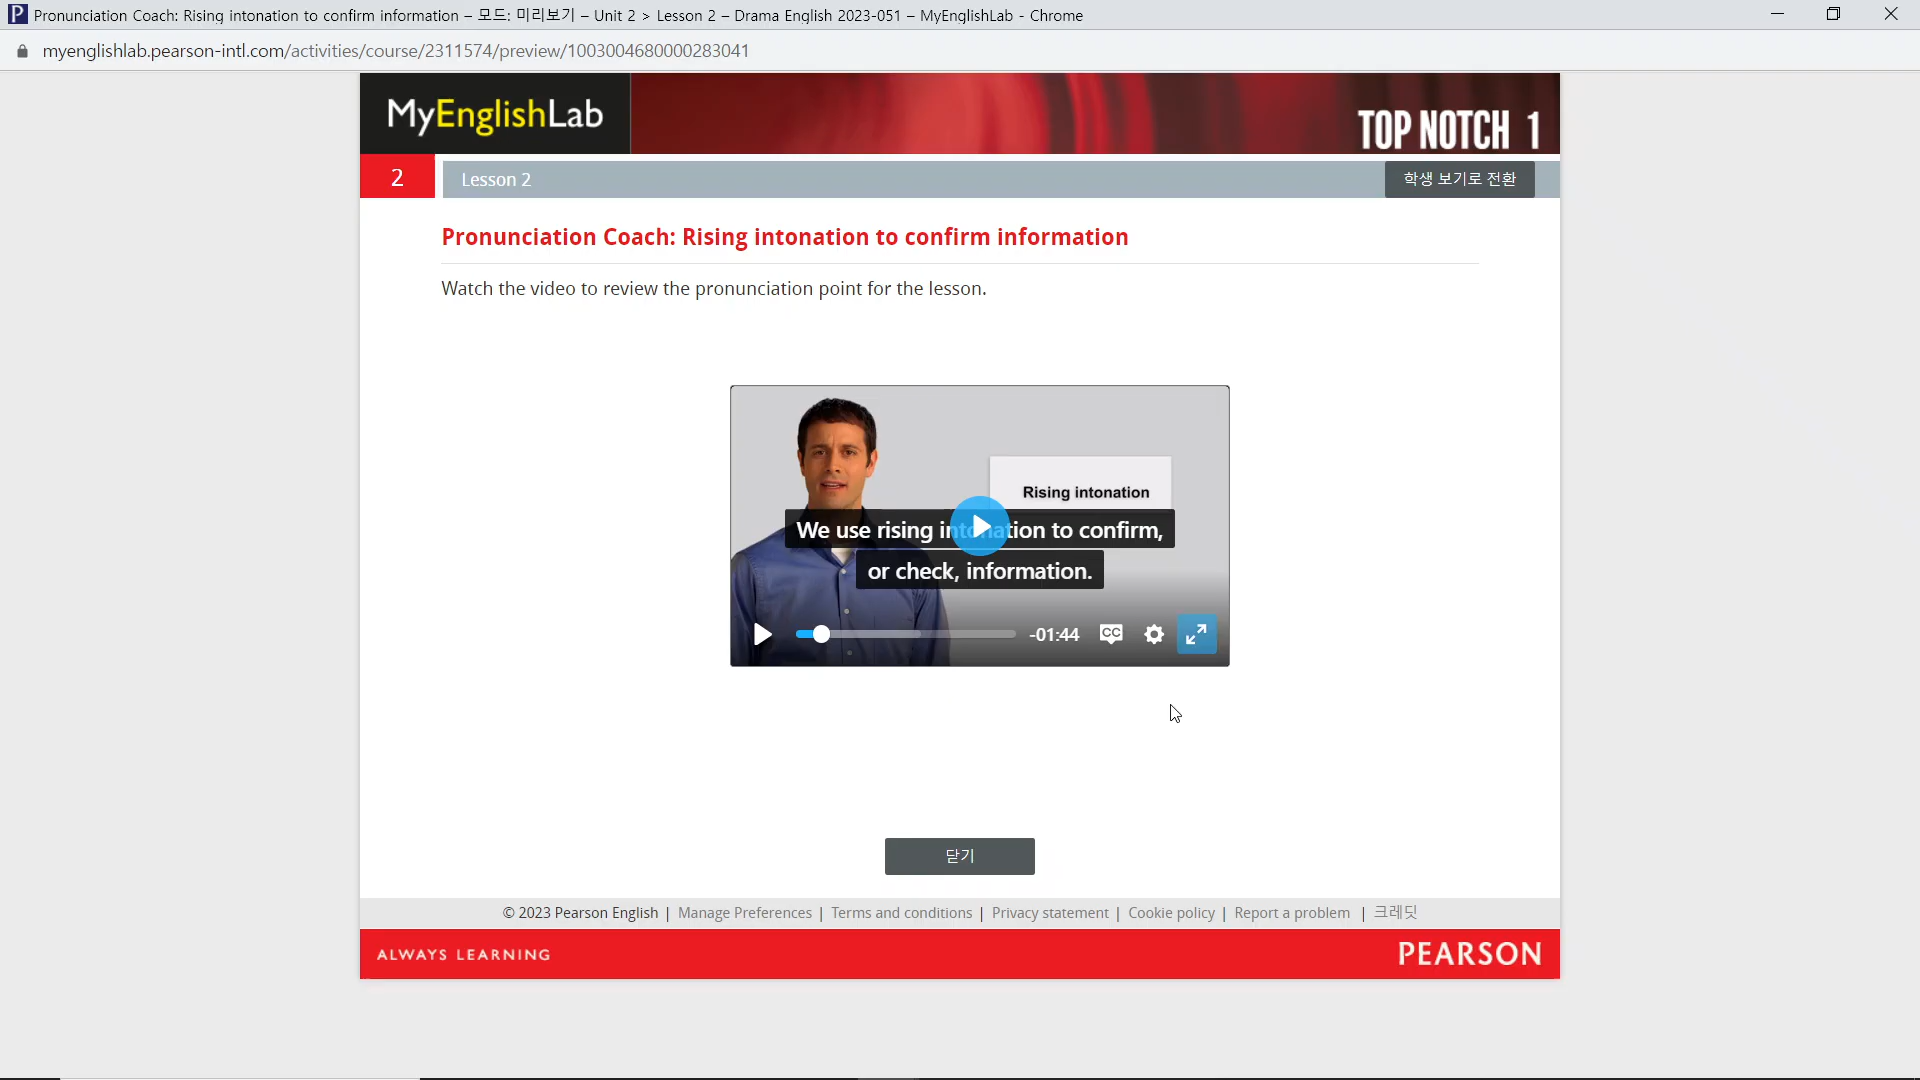 Pronunciation Coach: Rising intonation to confirm information – 모드: 미리보기 – Unit 2 > Lesson 2 – Drama English 2023-051 – MyEnglishLab - Chrome
myenglishlab.pearson-intl.com/activities/course/2311574/preview/1003004680000283041
MyEnglishLab
TOP NOTCH 1
2
Lesson 2
학생 보기로 전환
Pronunciation Coach: Rising intonation to confirm information
Watch the video to review the pronunciation point for the lesson.
Rising intonation
We use rising intonation to confirm,
or check, information.
-01:44
CC
닫기
© 2023 Pearson English | Manage Preferences | Terms and conditions | Privacy statement | Cookie policy | Report a problem | 크레딧
ALWAYS LEARNING
PEARSON